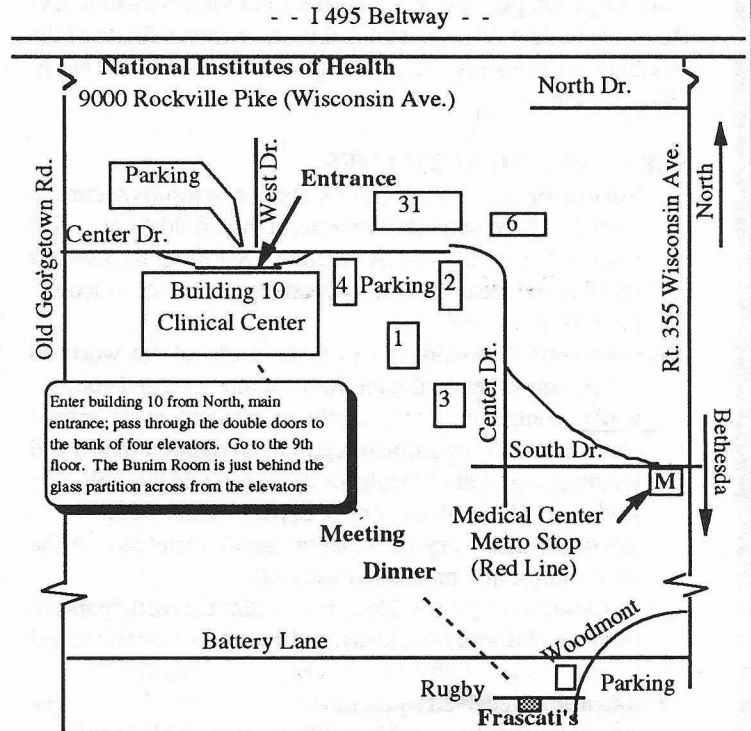 - - I 495 Beltway - -
National Institutes of Health
9000 Rockville Pike (Wisconsin Ave.)
North Dr.
Parking
West Dr.
Entrance
31
6
North
Old Georgetown Rd.
Center Dr.
Rt. 355 Wisconsin Ave.
Building 10
Clinical Center
4
Parking
2
1
3
Center Dr.
Enter building 10 from North, main
entrance; pass through the double doors to
the bank of four elevators. Go to the 9th
floor. The Bunim Room is just behind the
glass partition across from the elevators
South Dr.
M
Bethesda
Meeting
Medical Center
Metro Stop
(Red Line)
Dinner
Battery Lane
Woodmont
Rugby
Parking
Frascati's